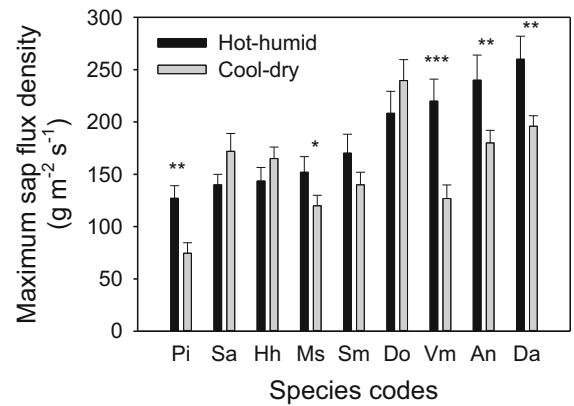 Maximum sap flux density
(g m⁻² s⁻¹)
300
250
200
150
100
50
0
Hot-humid
Cool-dry
** * *** ** **
Pi Sa Hh Ms Sm Do Vm An Da
Species codes